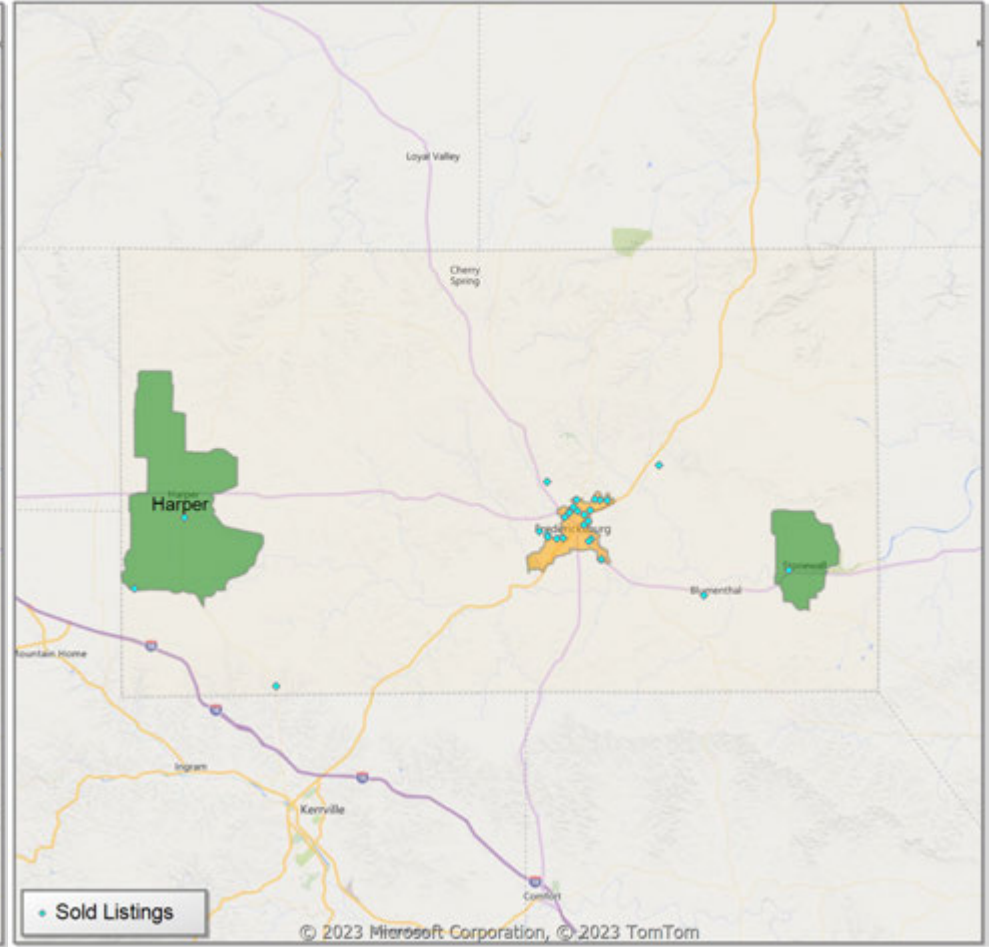 Loyal Valley
Cherry
Spring
Harper
Harper
Fredericksburg
Stonewall
Blumenthal
Mountain Home
Ingram
Kerrville
Comfort
Sold Listings
© 2023 Microsoft Corporation, © 2023 TomTom